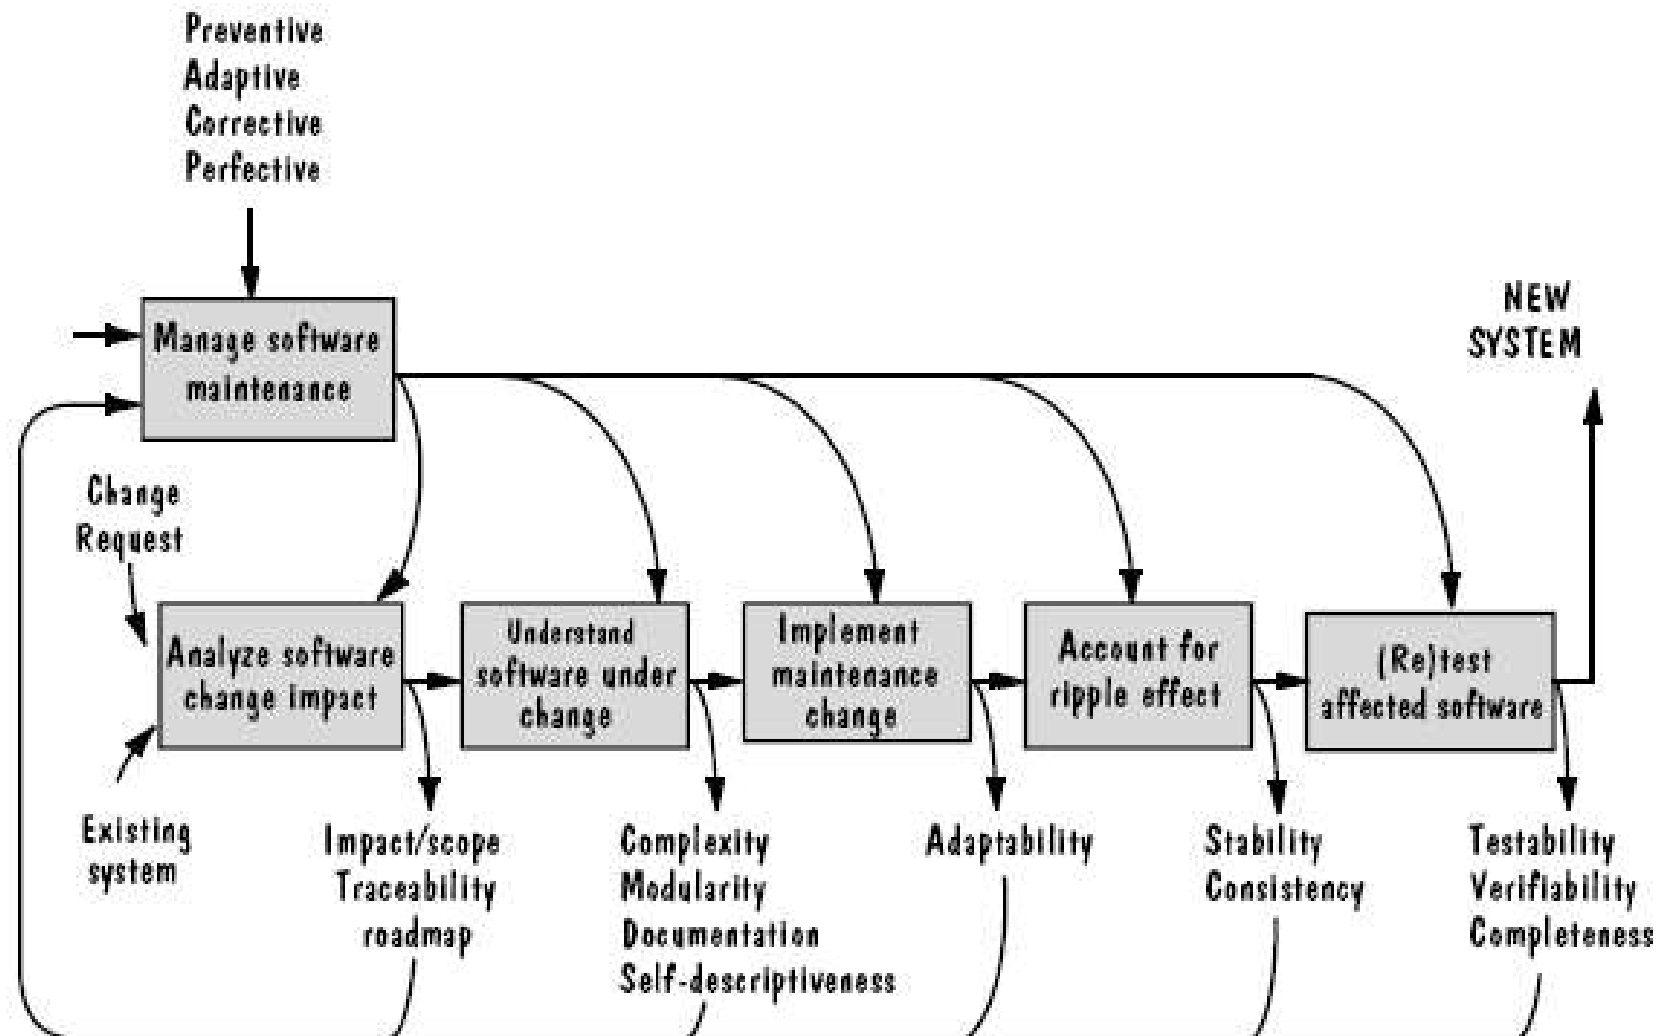 Preventive
Adaptive
Corrective
Perfective
Manage software
maintenance
NEW
SYSTEM
Change
Request
Analyze software
change impact
Understand
software under
change
Implement
maintenance
change
Account for
ripple effect
(Re)test
affected software
Existing
system
Impact/scope
Traceability
roadmap
Complexity
Modularity
Documentation
Self-descriptiveness
Adaptability
Stability
Consistency
Testability
Verifiability
Completeness